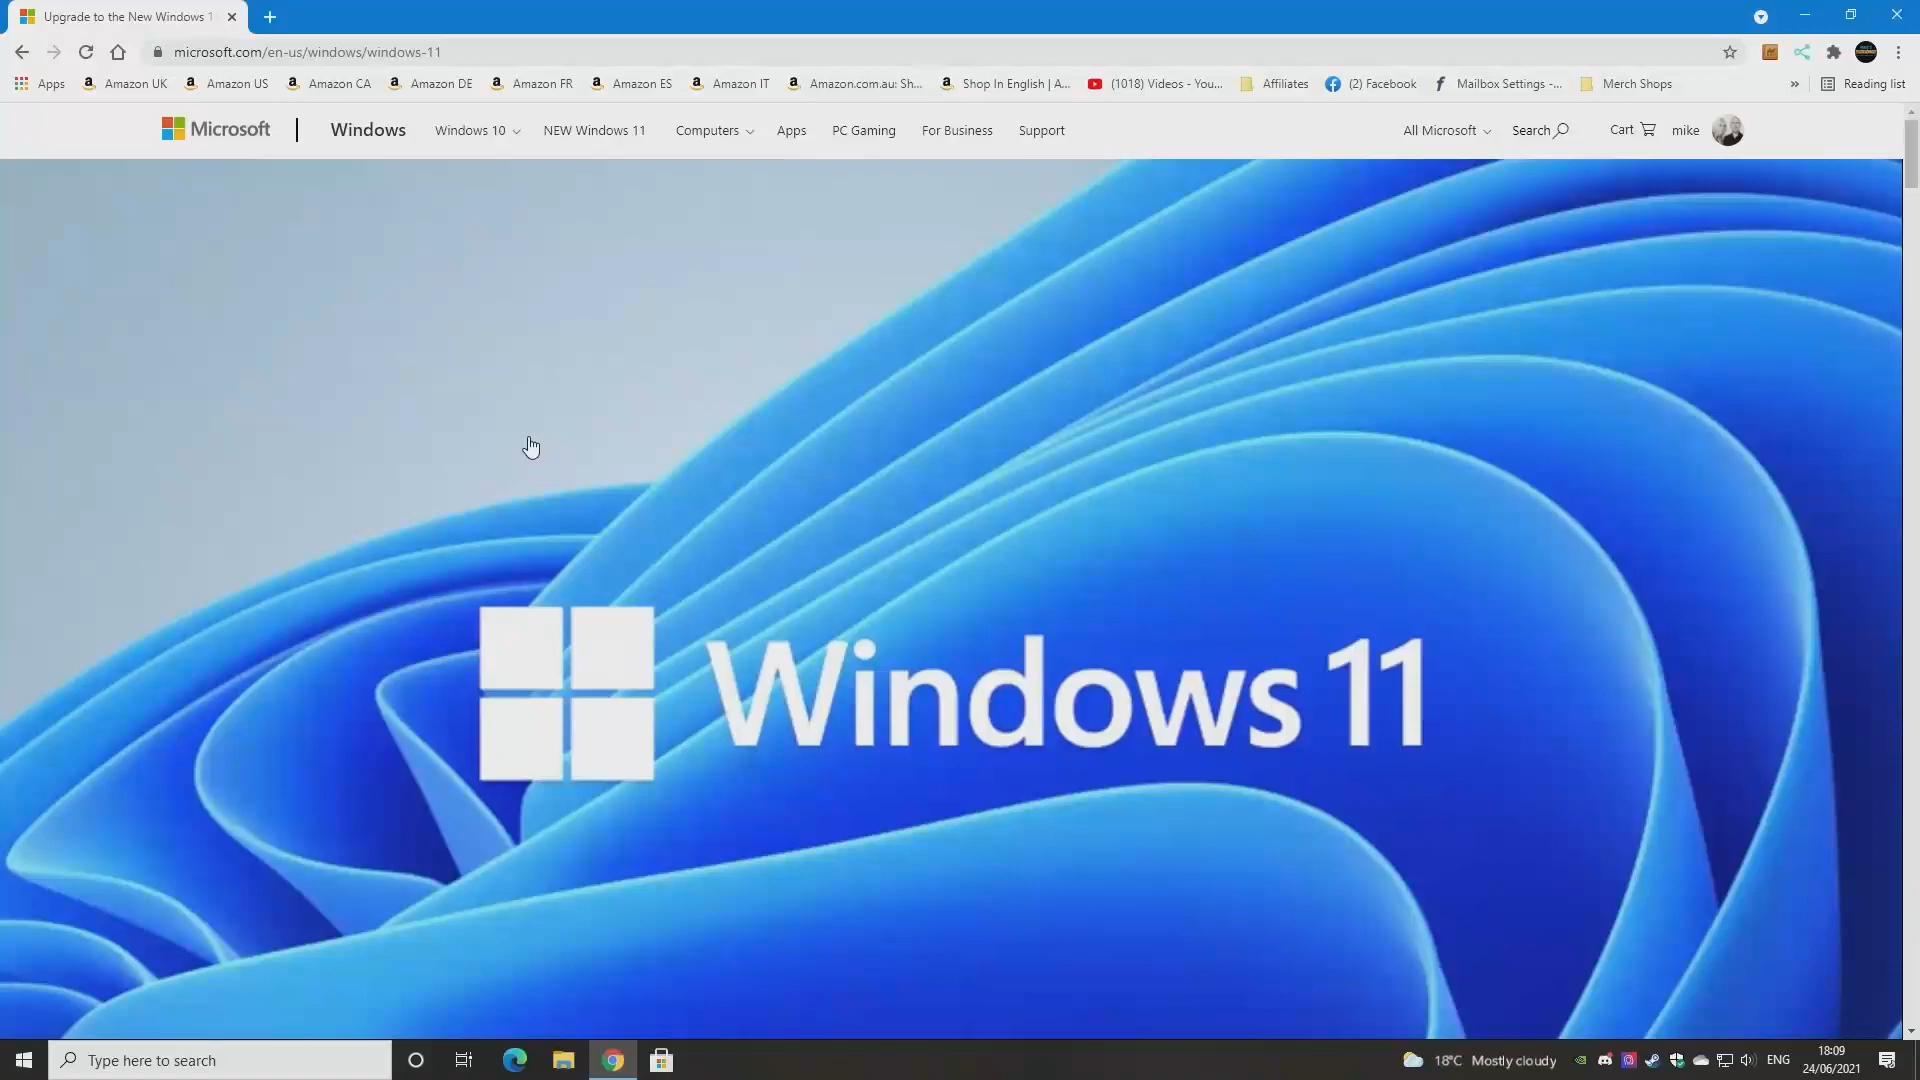 Upgrade to the New Windows 1
microsoft.com/en-us/windows/windows-11
Apps Amazon UK Amazon US Amazon CA Amazon DE Amazon FR Amazon ES Amazon IT Amazon.com.au: Sh... Shop In English | A... (1018) Videos - You... Affiliates (2) Facebook Mailbox Settings -... Merch Shops » Reading list
Microsoft Windows Windows 10 NEW Windows 11 Computers Apps PC Gaming For Business Support All Microsoft Search Cart mike
Windows 11
Type here to search 18°C Mostly cloudy ENG 18:09
24/06/2021